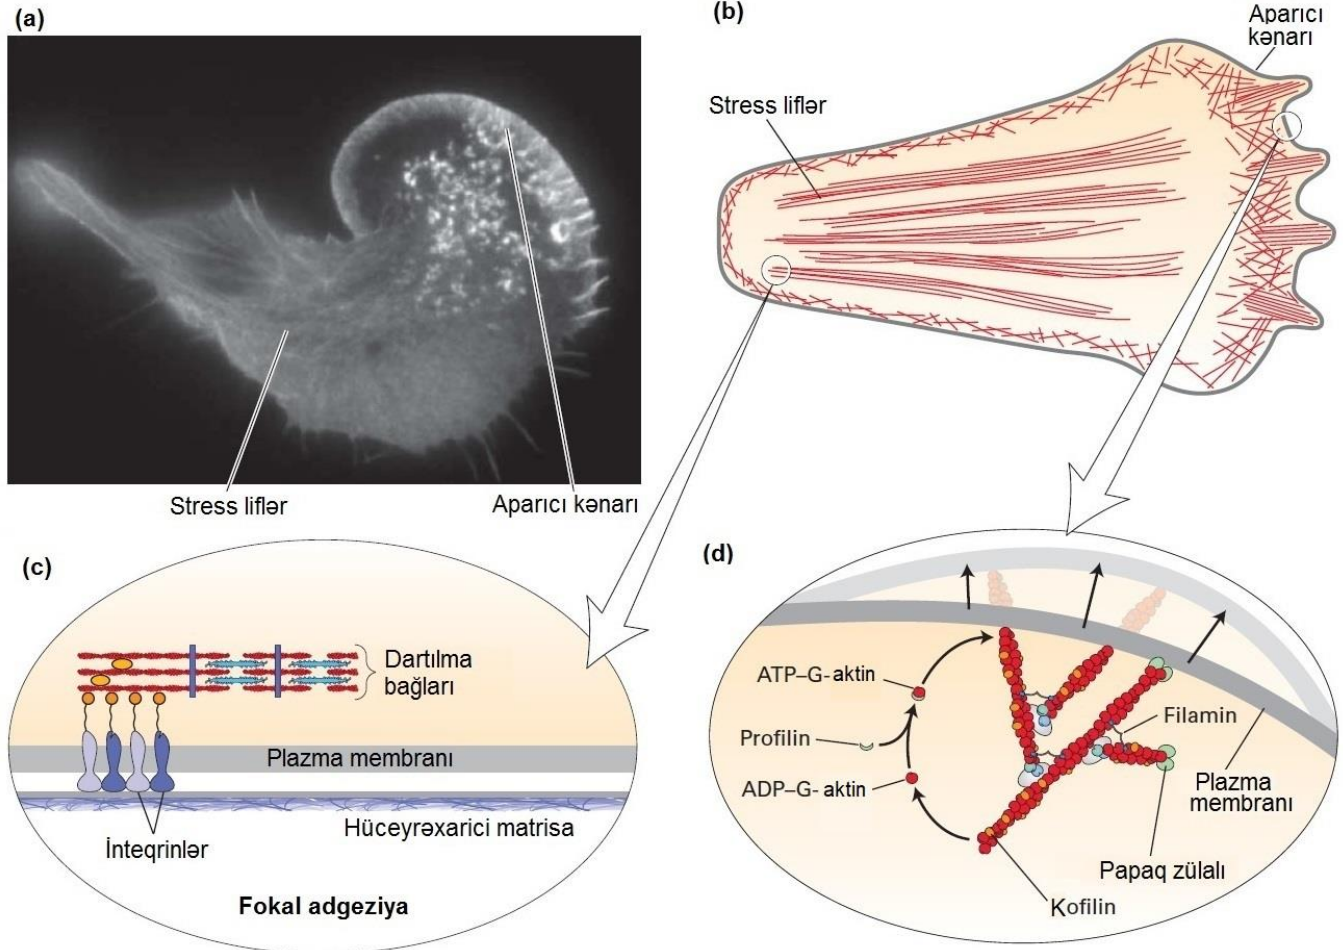 (a)
Stress liflər
Aparıcı kənarı
(b)
Aparıcı
kənarı
Stress liflər
(c)
Dartılma
bağları
Plazma membranı
Hüceyrəxarici matrisa
İnteqrinlər
Fokal adgeziya
(d)
ATP–G- aktin
Profilin
ADP–G- aktin
Filamin
Plazma
membranı
Papaq zülalı
Kofilin